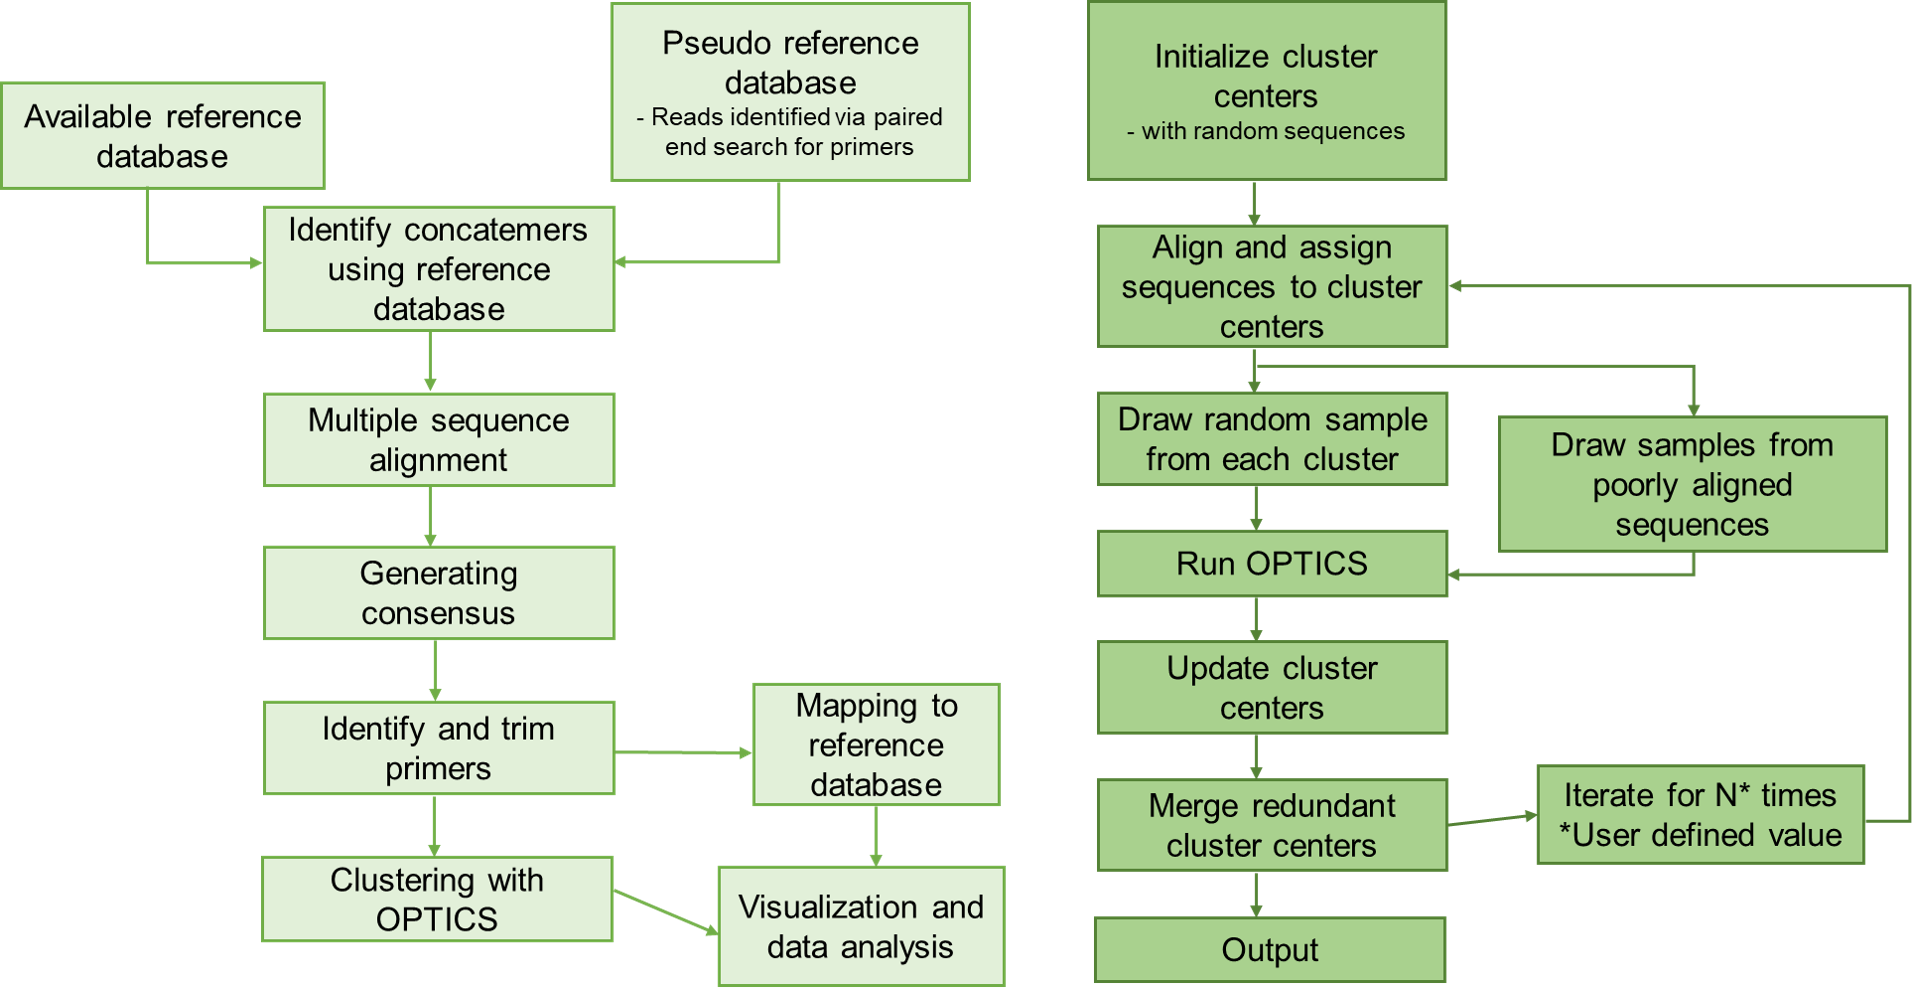 Available reference
database
Pseudo reference
database
- Reads identified via paired
end search for primers
Identify concatemers
using reference
database
Multiple sequence
alignment
Generating
consensus
Identify and trim
primers
Mapping to
reference
database
Clustering with
OPTICS
Visualization and
data analysis
Initialize cluster
centers
- with random sequences
Align and assign
sequences to cluster
centers
Draw random sample
from each cluster
Draw samples from
poorly aligned
sequences
Run OPTICS
Update cluster
centers
Merge redundant
cluster centers
Iterate for N* times
*User defined value
Output